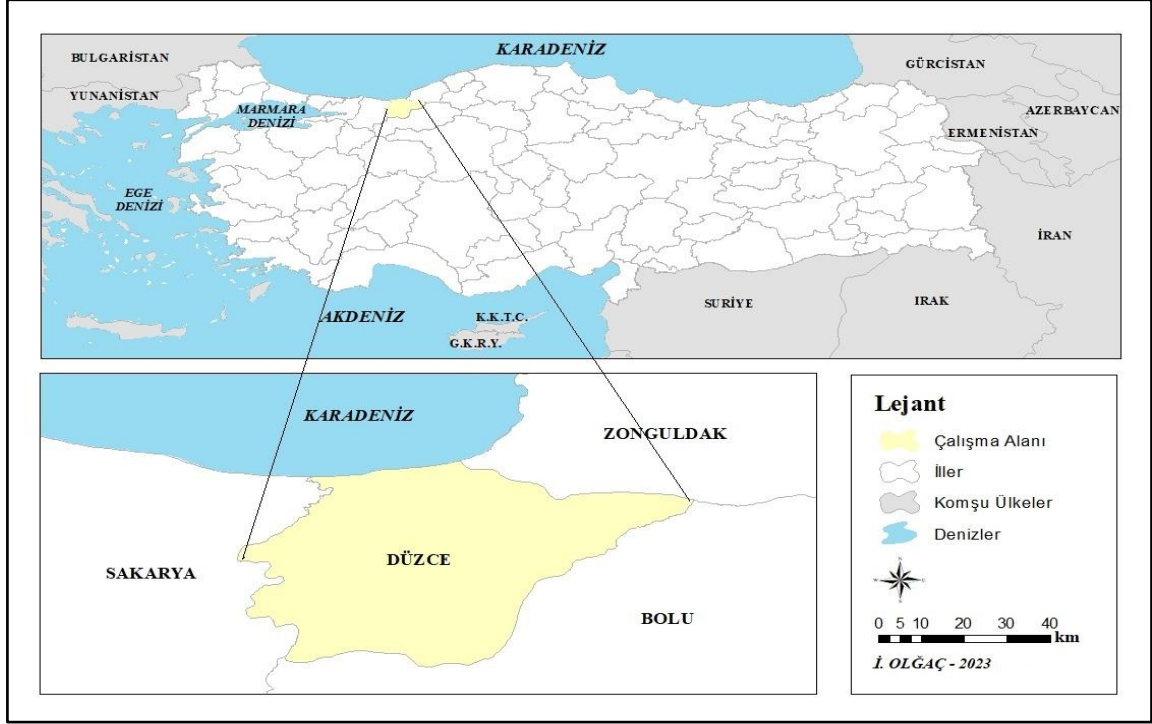 KARADENİZ
BULGARİSTAN
GÜRCİSTAN
YUNANİSTAN
MARMARA
DENİZİ
AZERBAYCAN
ERMENİSTAN
EGE
DENİZİ
İRAN
SURİYE
IRAK
AKDENİZ
K.K.T.C.
G.K.R.Y.
KARADENİZ
ZONGULDAK
SAKARYA
DÜZCE
BOLU
Lejant
Çalışma Alanı
İller
Komşu Ülkeler
Denizler
N
W E
S
0 5 10 20 30 40
km
İ. OLĞAÇ - 2023